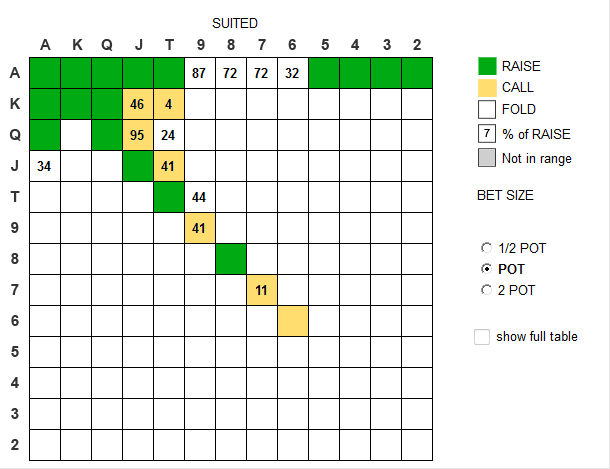 SUITED
A K Q J T 9 8 7 6 5 4 3 2
A 87 72 72 32
K 46 4
Q 95 24
J 34 41
T 44
9 41
8
7 11
6
5
4
3
2
RAISE
CALL
FOLD
7 % of RAISE
Not in range
BET SIZE
1/2 POT
POT
2 POT
show full table